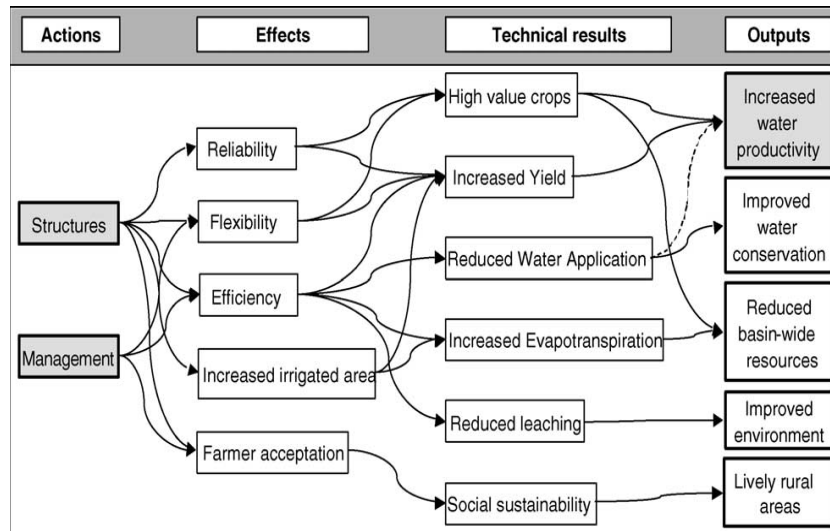 Actions
Effects
Technical results
Outputs
Structures
Management
Reliability
Flexibility
Efficiency
Increased irrigated area
Farmer acceptation
High value crops
Increased Yield
Reduced Water Application
Increased Evapotranspiration
Reduced leaching
Social sustainability
Increased
water
productivity
Improved
water
conservation
Reduced
basin-wide
resources
Improved
environment
Lively rural
areas